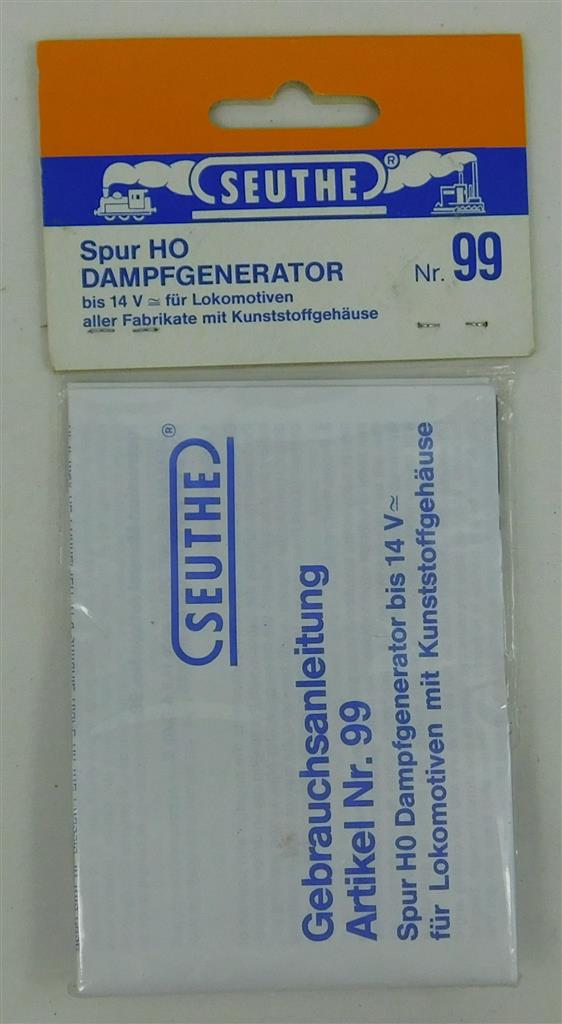 SEUTHE®
Spur HO
DAMPFGENERATOR
Nr. 99
bis 14 V ≃ für Lokomotiven
aller Fabrikate mit Kunststoffgehäuse
SEUTHE®
Gebrauchsanleitung
Artikel Nr. 99
Spur H0 Dampfgenerator bis 14 V≃
für Lokomotiven mit Kunststoffgehäuse